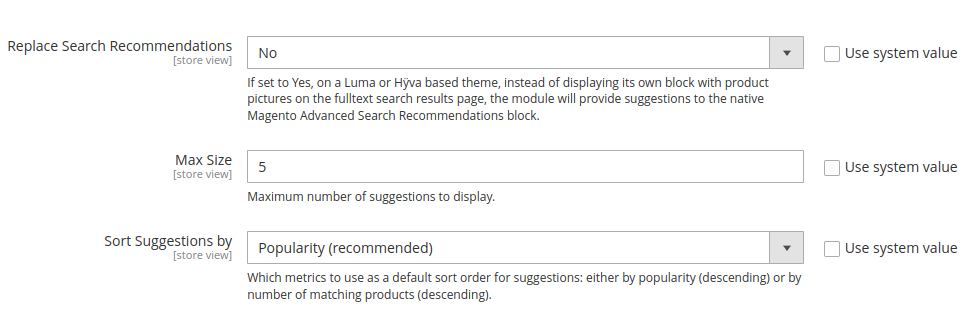 Replace Search Recommendations
[store view]
No
Use system value
If set to Yes, on a Luma or Hÿva based theme, instead of displaying its own block with product
pictures on the fulltext search results page, the module will provide suggestions to the native
Magento Advanced Search Recommendations block.
Max Size
[store view]
5
Use system value
Maximum number of suggestions to display.
Sort Suggestions by
[store view]
Popularity (recommended)
Use system value
Which metrics to use as a default sort order for suggestions: either by popularity (descending) or by
number of matching products (descending).